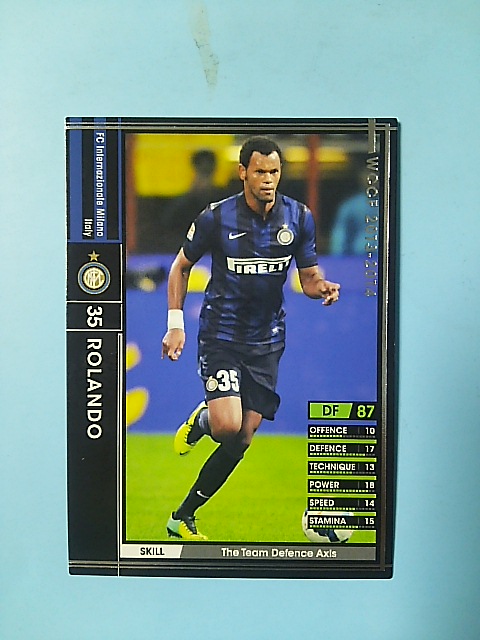 FC Internazionale Milano
Italy
35 ROLANDO
WCCF 2013-2014
PIRELLI
35
DF 87
OFFENCE 10
DEFENCE 17
TECHNIQUE 13
POWER 18
SPEED 14
STAMINA 15
SKILL The Team Defence Axis